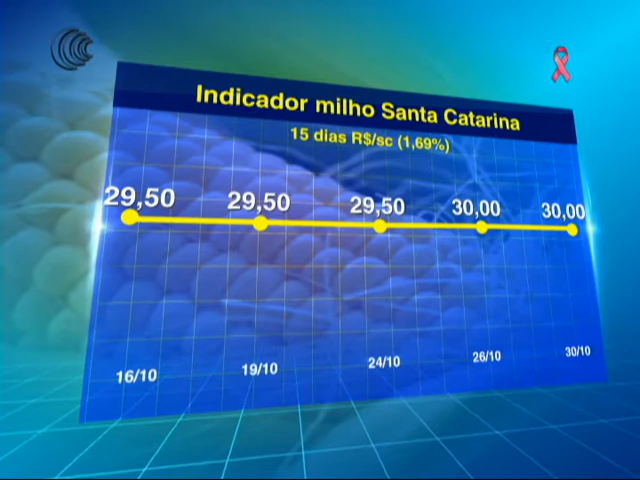 Indicador milho Santa Catarina
15 dias R$/sc (1,69%)
29,50 29,50 29,50 30,00 30,00
16/10 19/10 24/10 26/10 30/10